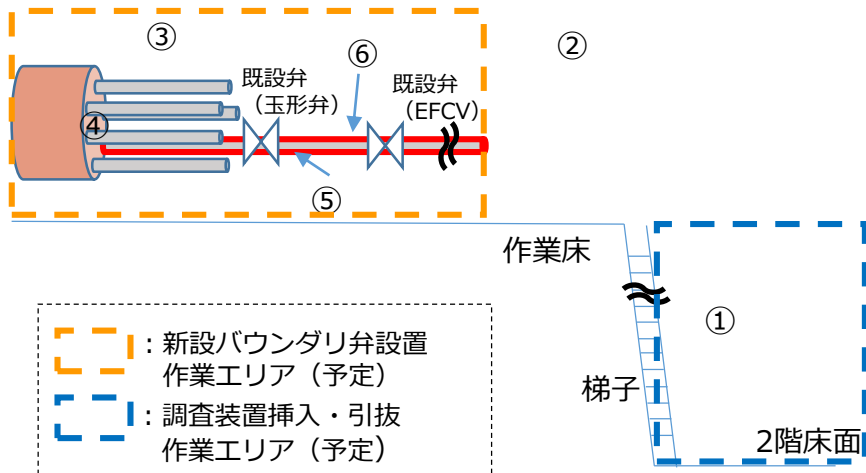 ③
②
⑥
既設弁
（玉形弁）
既設弁
（EFCV）
④
⑤
作業床
①
梯子
2階床面
：新設バウンダリ弁設置
作業エリア（予定）
：調査装置挿入・引抜
作業エリア（予定）